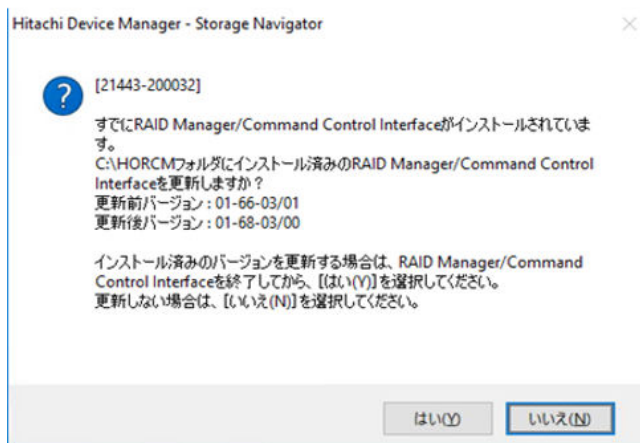 Hitachi Device Manager - Storage Navigator
[21443-200032]
すでにRAID Manager/Command Control Interfaceがインストールされていま
す。
C:\HORCMフォルダにインストール済みのRAID Manager/Command Control
Interfaceを更新しますか？
更新前バージョン : 01-66-03/01
更新後バージョン : 01-68-03/00
インストール済みのバージョンを更新する場合は、RAID Manager/Command
Control Interfaceを終了してから、[はい(Y)]を選択してください。
更新しない場合は、[いいえ(N)]を選択してください。
はい(Y)
いいえ(N)